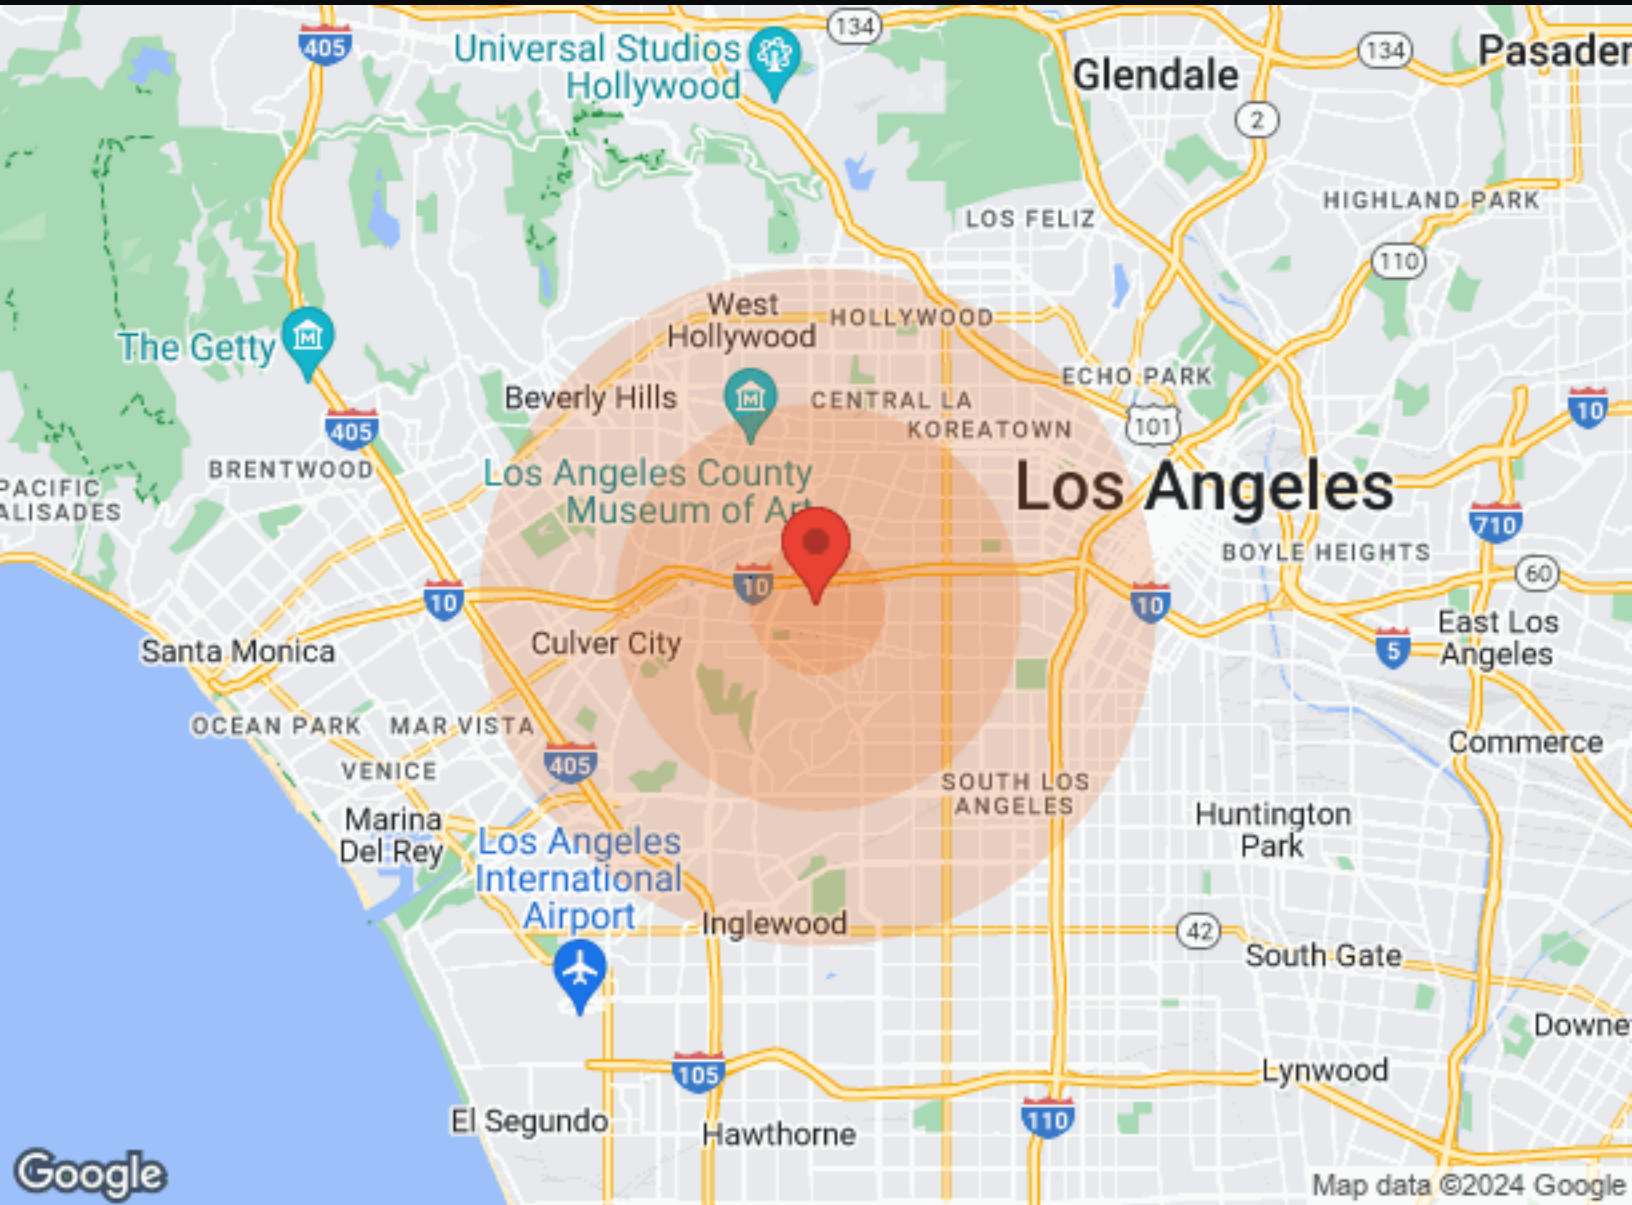 134
405
Universal Studios
Hollywood
Glendale
134
Pasaden
2
HIGHLAND PARK
LOS FELIZ
110
West
Hollywood
HOLLYWOOD
The Getty
Beverly Hills
CENTRAL LA
ECHO PARK
KOREATOWN
101
10
405
BRENTWOOD
PACIFIC
ALISADES
Los Angeles County
Museum of Art
Los Angeles
710
BOYLE HEIGHTS
60
10
10
10
Santa Monica
Culver City
5
East Los
Angeles
OCEAN PARK
MAR VISTA
VENICE
405
Commerce
SOUTH LOS
ANGELES
Marina
Del Rey
Huntington
Park
Los Angeles
International
Airport
Inglewood
42
South Gate
Downe
105
Lynwood
El Segundo
Hawthorne
110
Google
Map data ©2024 Google